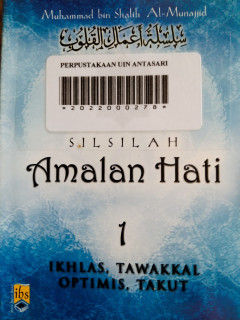 Muhammad bin Shalih Al-Munajjid
سلسلة أعمال القلوب
PERPUSTAKAAN UIN ANTASARI
*2022000278*
SILSILAH
Amalan Hati
1
IKHLAS, TAWAKKAL
OPTIMIS, TAKUT
ibs